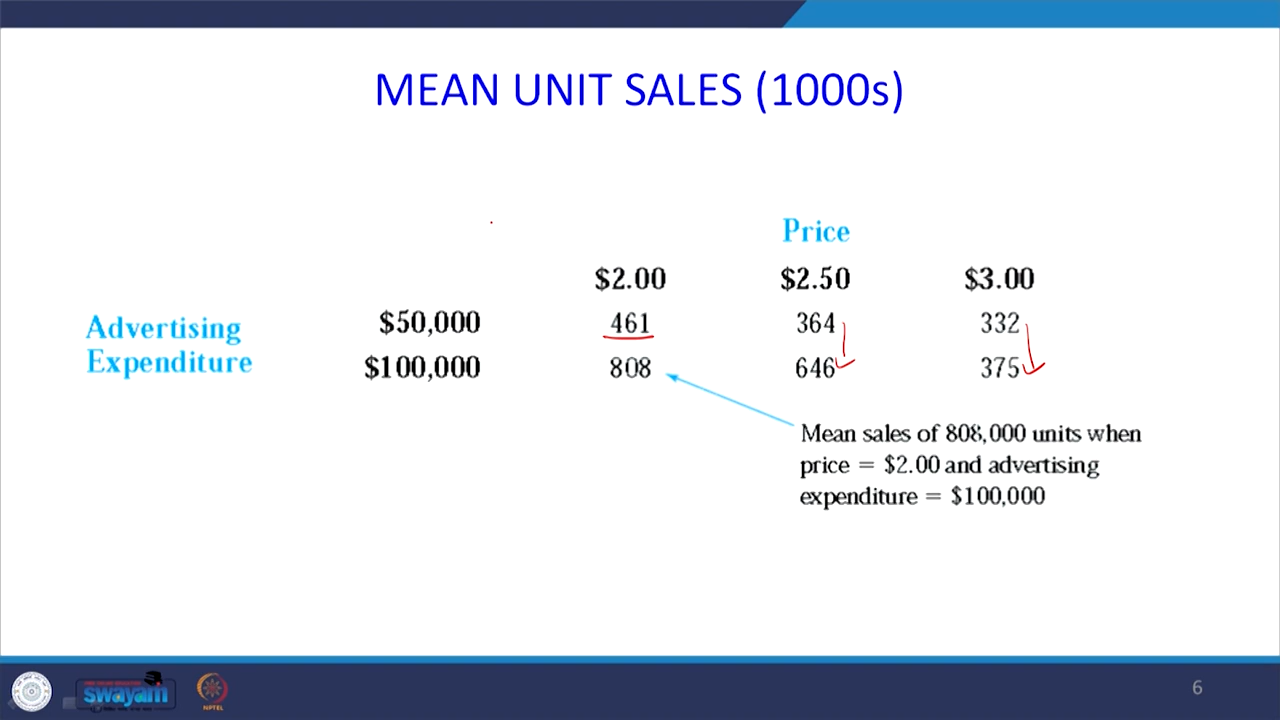 MEAN UNIT SALES (1000s)
Price
$2.00 $2.50 $3.00
Advertising Expenditure
$50,000 461 364 332
$100,000 808 646 375
Mean sales of 808,000 units when
price = $2.00 and advertising
expenditure = $100,000
swayam
NPTEL
6